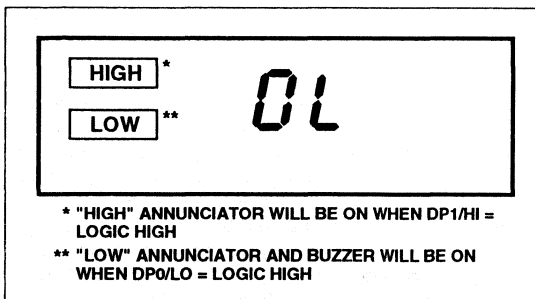 HIGH *
OL
LOW **
* "HIGH" ANNUNCIATOR WILL BE ON WHEN DP1/HI =
LOGIC HIGH
** "LOW" ANNUNCIATOR AND BUZZER WILL BE ON
WHEN DP0/LO = LOGIC HIGH